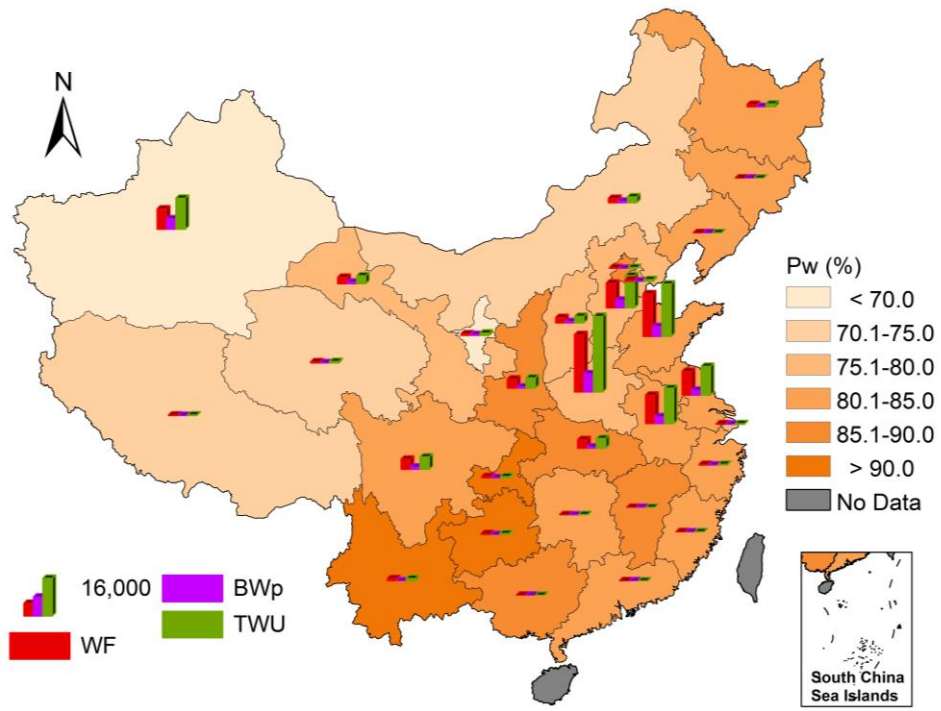 N
Pw (%)
< 70.0
70.1-75.0
75.1-80.0
80.1-85.0
85.1-90.0
> 90.0
No Data
16,000
BWp
WF
TWU
South China
Sea Islands